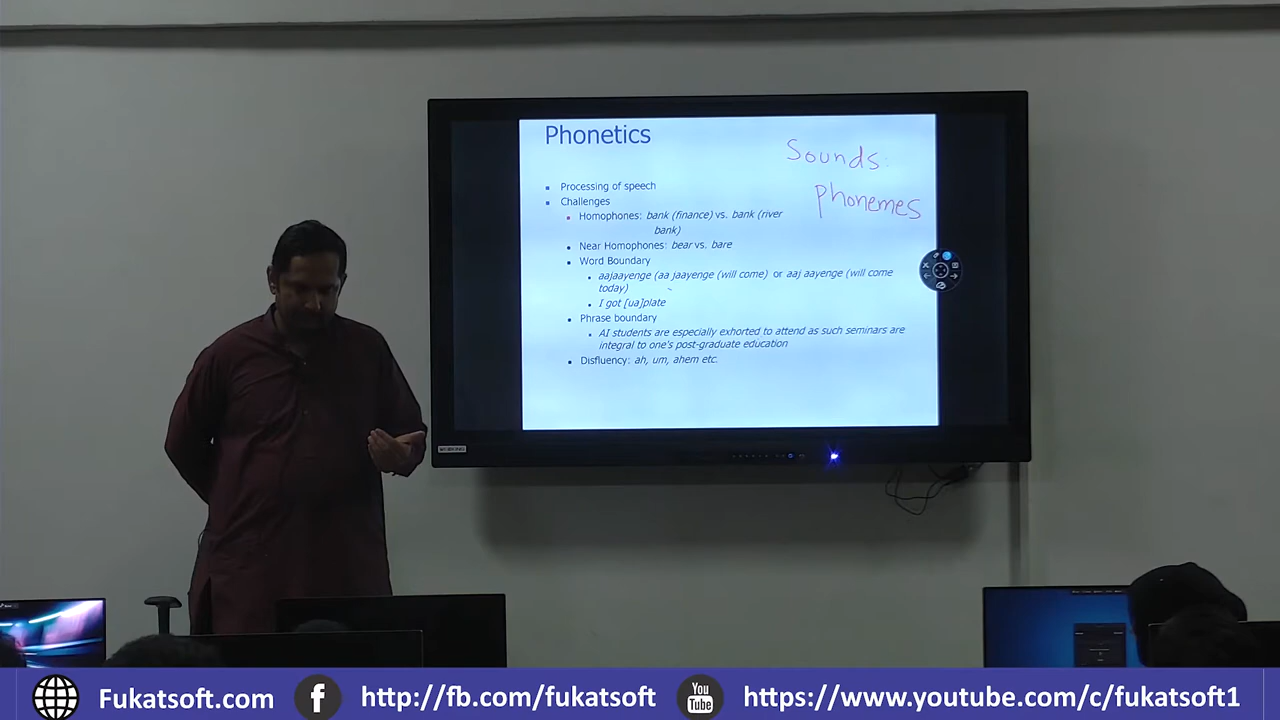 Phonetics
Sounds:
phonemes
Processing of speech
Challenges
Homophones: bank (finance) vs. bank (river
bank)
Near Homophones: bear vs. bare
Word Boundary
aajaayenge (aa jaayenge (will come) or aaj aayenge (will come
today)
I got [ua]plate
Phrase boundary
AI students are especially exhorted to attend as such seminars are
integral to one's post-graduate education
Disfluency: ah, um, ahem etc.
Fukatsoft.com
f
http://fb.com/fukatsoft
You
Tube
https://www.youtube.com/c/fukatsoft1